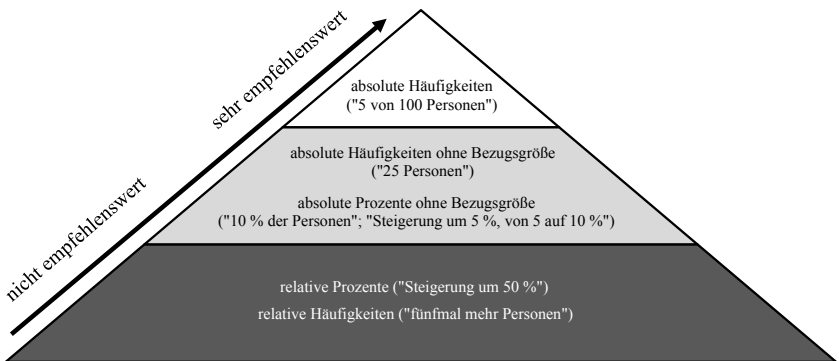 sehr empfehlenswert
nicht empfehlenswert
absolute Häufigkeiten
("5 von 100 Personen")
absolute Häufigkeiten ohne Bezugsgröße
("25 Personen")
absolute Prozente ohne Bezugsgröße
("10 % der Personen"; "Steigerung um 5 %, von 5 auf 10 %")
relative Prozente ("Steigerung um 50 %")
relative Häufigkeiten ("fünfmal mehr Personen")